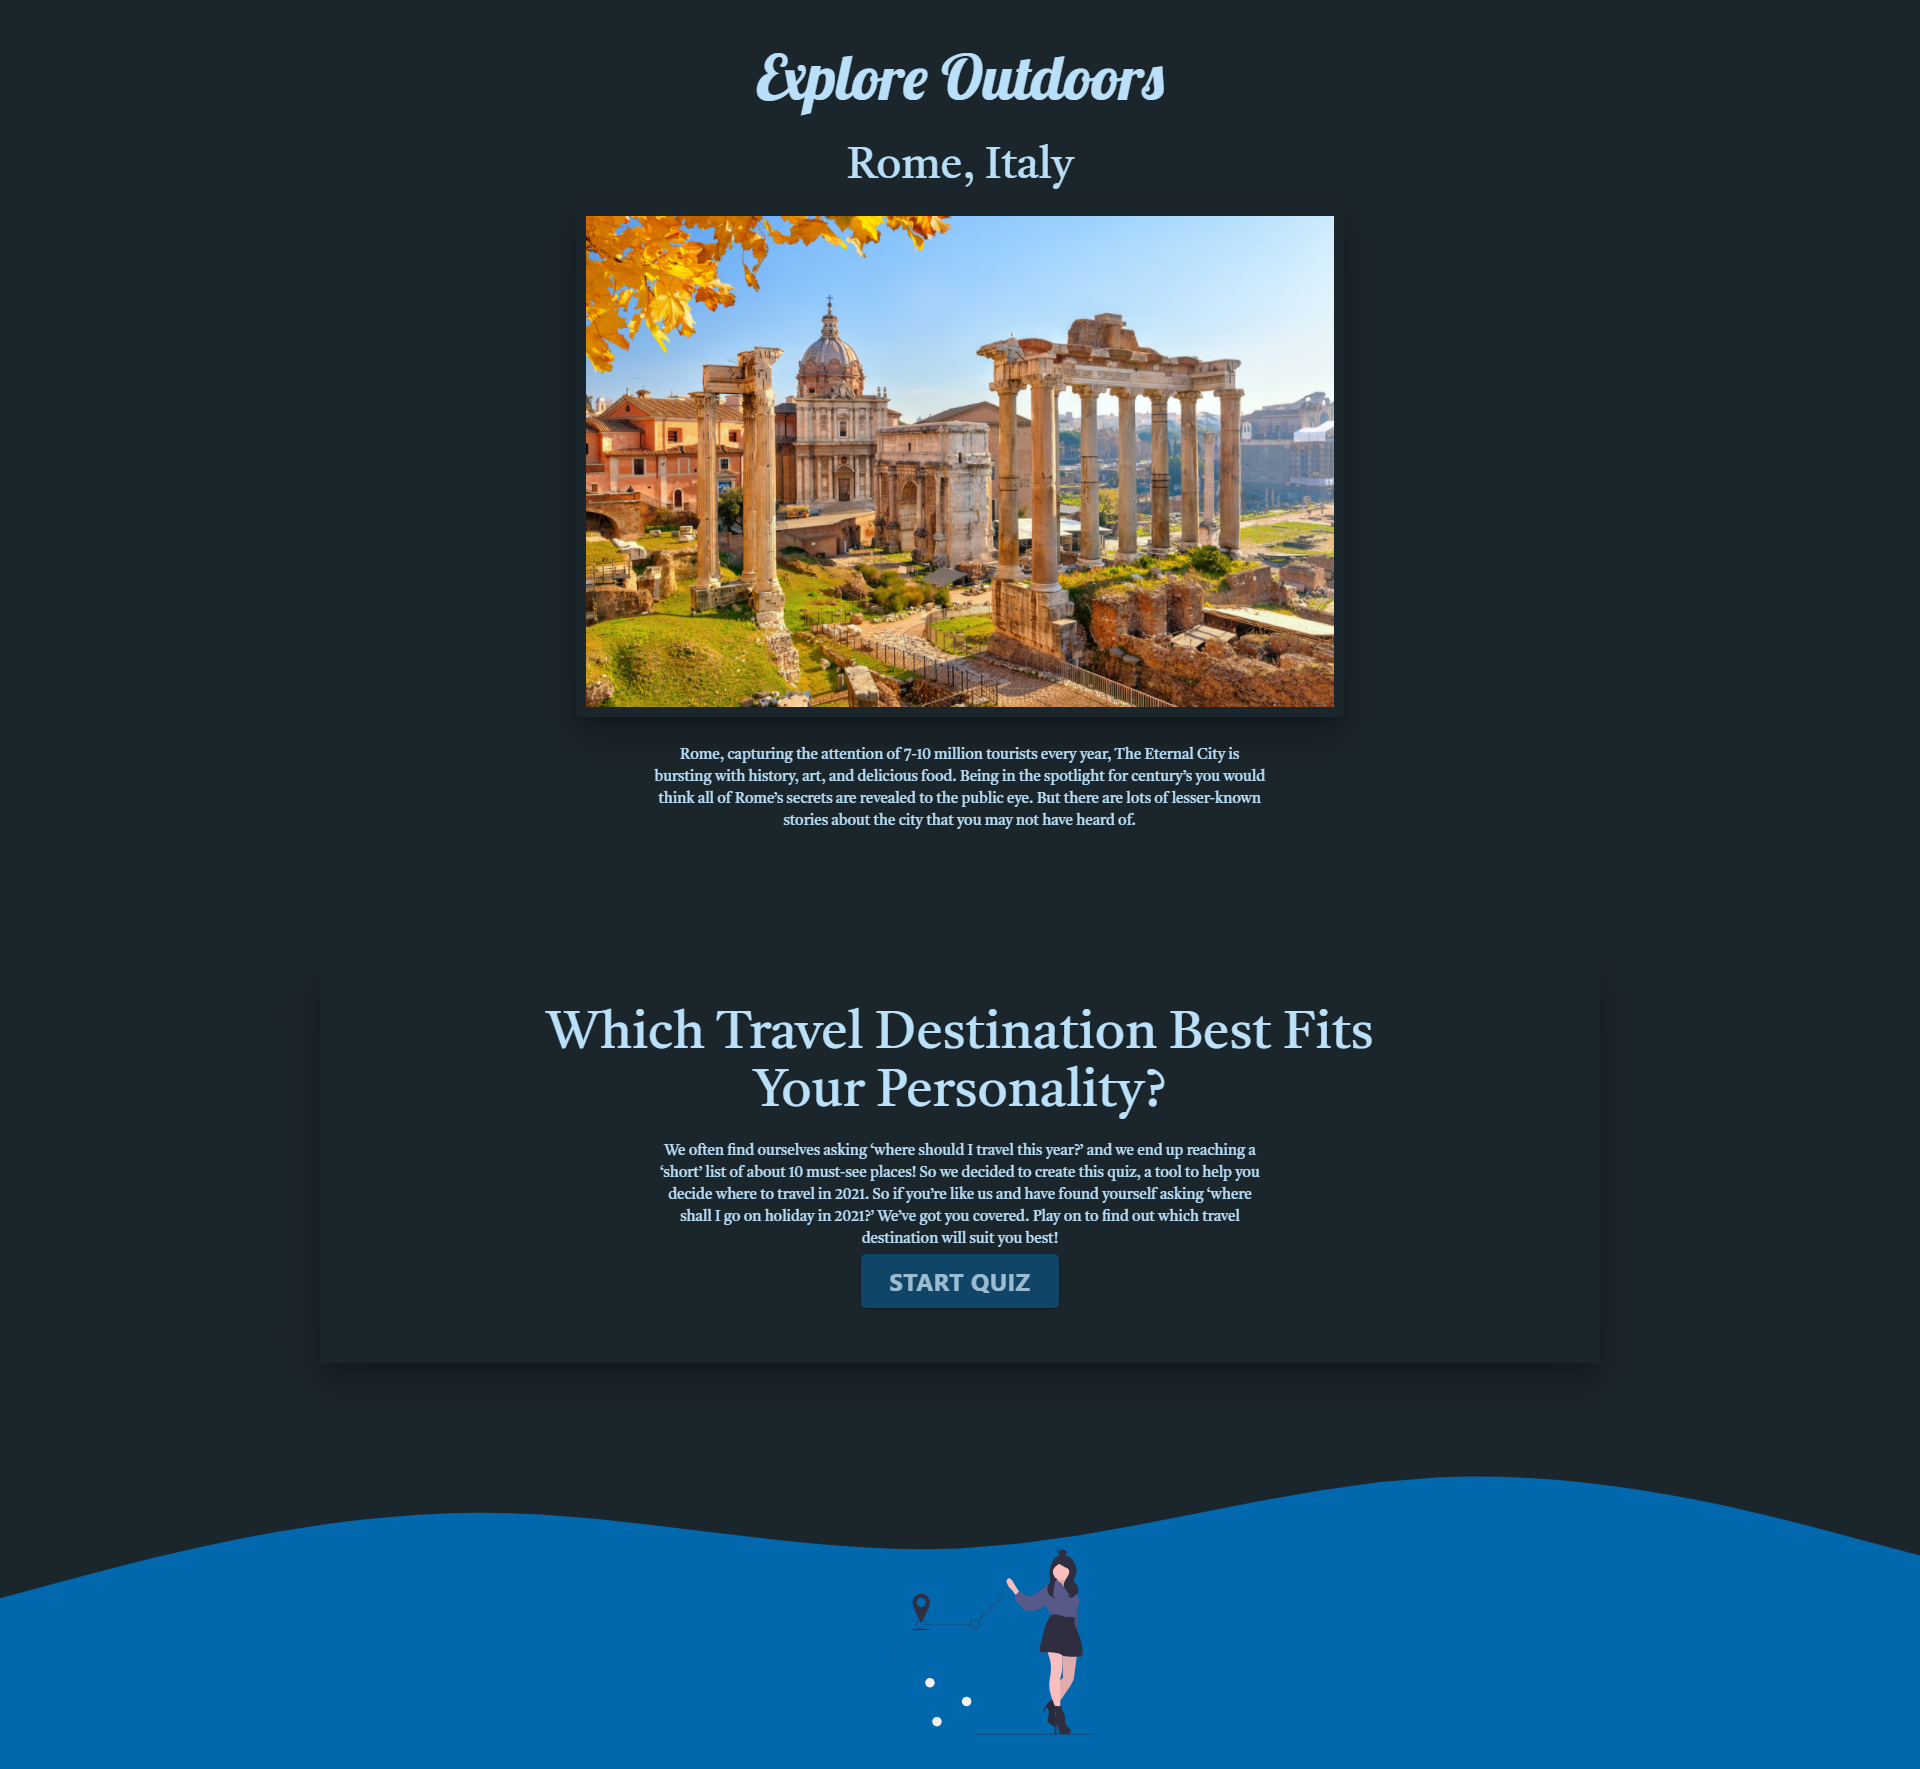 Explore Outdoors
Rome, Italy
Rome, capturing the attention of 7-10 million tourists every year, The Eternal City is
bursting with history, art, and delicious food. Being in the spotlight for century’s you would
think all of Rome’s secrets are revealed to the public eye. But there are lots of lesser-known
stories about the city that you may not have heard of.
Which Travel Destination Best Fits
Your Personality?
We often find ourselves asking ‘where should I travel this year?’ and we end up reaching a
‘short’ list of about 10 must-see places! So we decided to create this quiz, a tool to help you
decide where to travel in 2021. So if you’re like us and have found yourself asking ‘where
shall I go on holiday in 2021?’ We’ve got you covered. Play on to find out which travel
destination will suit you best!
START QUIZ